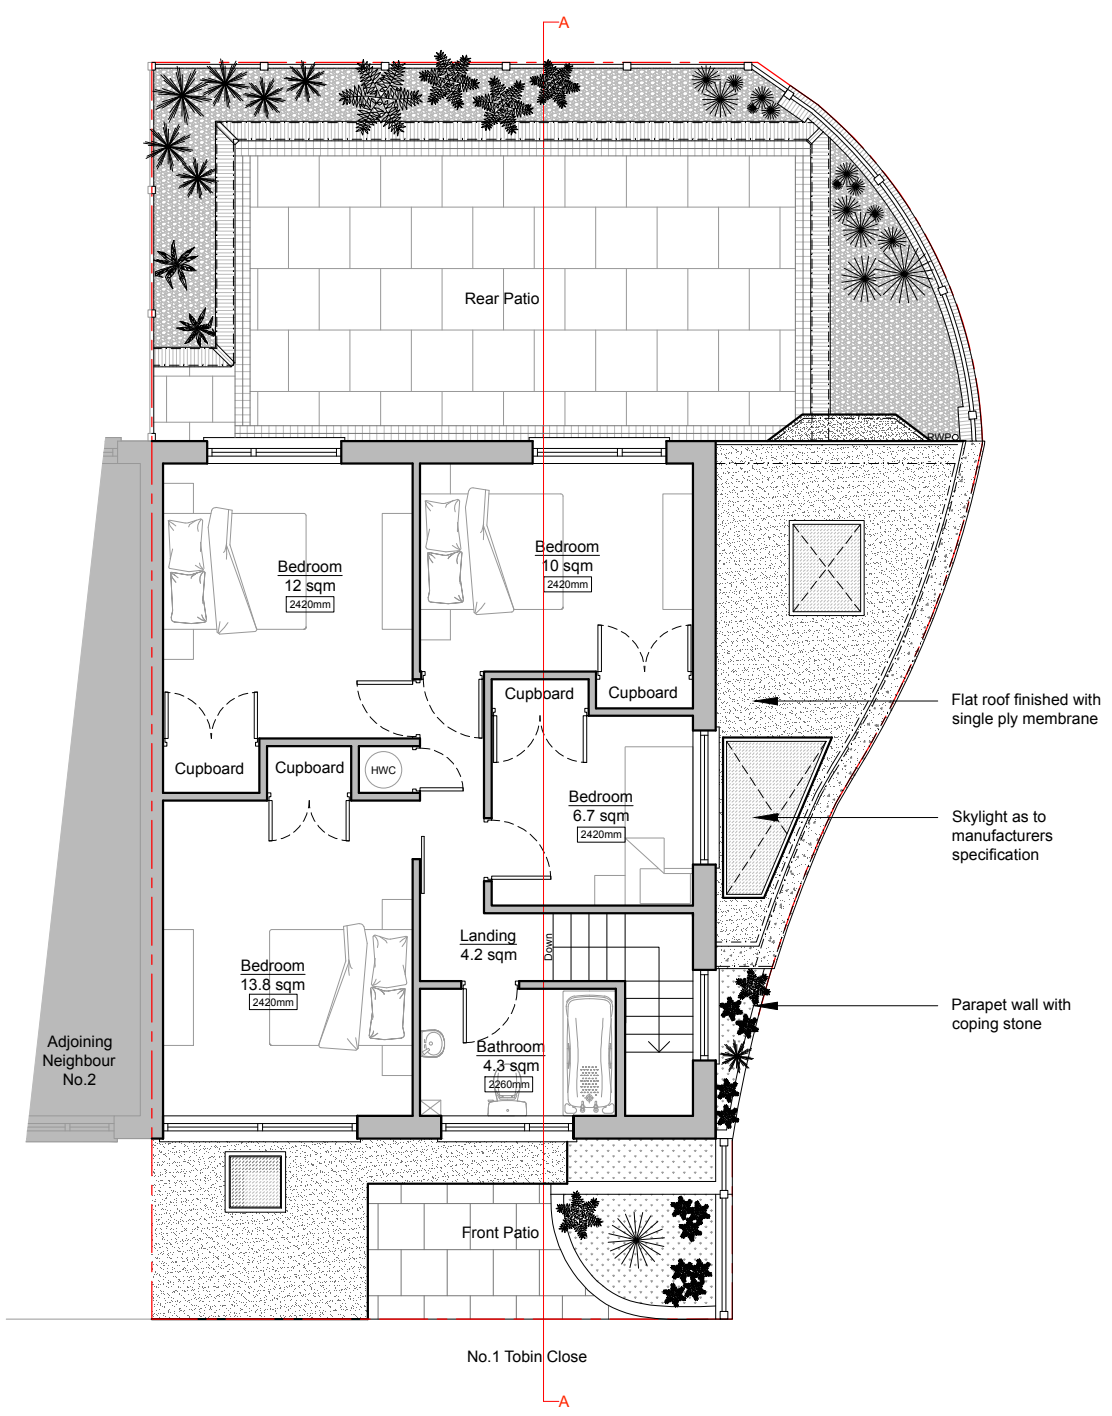 A
Rear Patio
RWPO
Bedroom
12 sqm
2420mm
Bedroom
10 sqm
2420mm
Cupboard
Cupboard
Flat roof finished with
single ply membrane
Cupboard
Cupboard
HWC
Bedroom
6.7 sqm
2420mm
Skylight as to
manufacturers
specification
Landing
4.2 sqm
Down
Bedroom
13.8 sqm
2420mm
Parapet wall with
coping stone
Adjoining
Neighbour
No.2
Bathroom
4.3 sqm
2260mm
Front Patio
No.1 Tobin Close
A